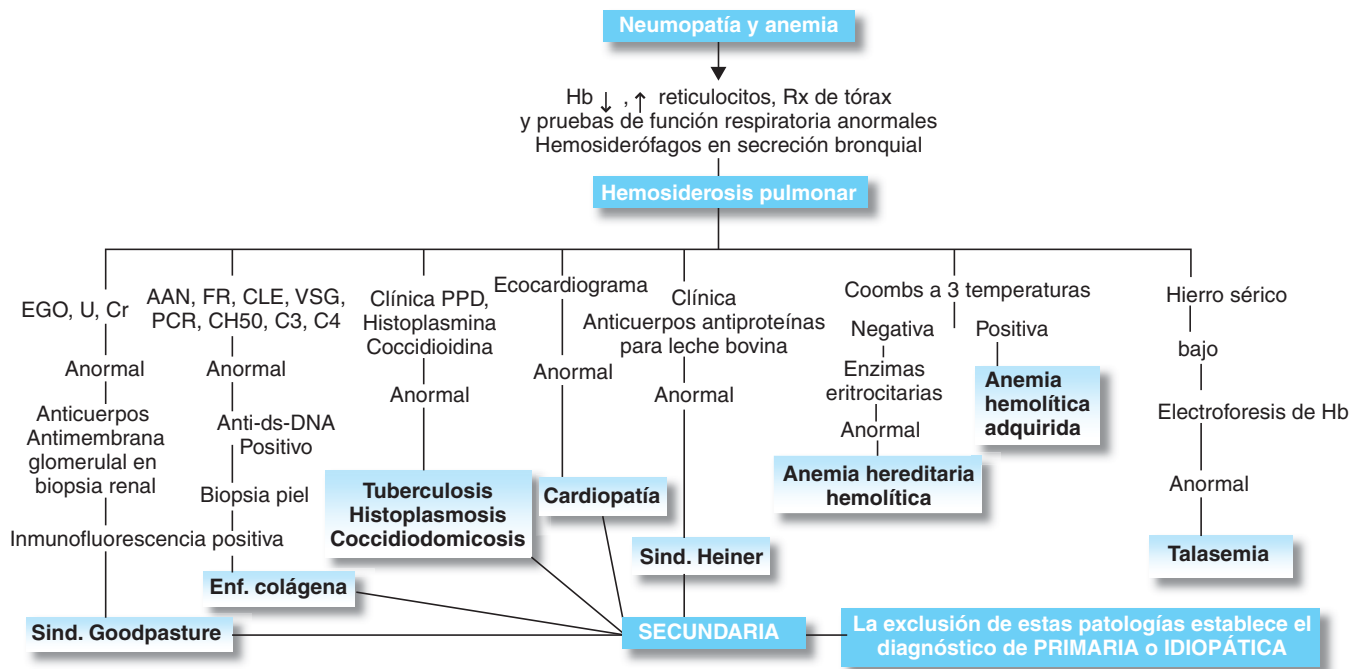 Neumopatía y anemia
Hb ↓ , ↑ reticulocitos, Rx de tórax
y pruebas de función respiratoria anormales
Hemosiderófagos en secreción bronquial
Hemosiderosis pulmonar
EGO, U, Cr
Anormal
Anticuerpos
Antimembrana
glomerulal en
biopsia renal
Inmunofluorescencia positiva
Sind. Goodpasture
AAN, FR, CLE, VSG,
PCR, CH50, C3, C4
Anormal
Anti-ds-DNA
Positivo
Biopsia piel
Enf. colágena
Clínica PPD,
Histoplasmina
Coccidioidina
Anormal
Tuberculosis
Histoplasmosis
Coccidiodomicosis
Ecocardiograma
Anormal
Cardiopatía
Clínica
Anticuerpos antiproteínas
para leche bovina
Anormal
Sind. Heiner
Coombs a 3 temperaturas
Negativa
Enzimas
eritrocitarias
Anormal
Anemia hereditaria
hemolítica
Positiva
Anemia
hemolítica
adquirida
Hierro sérico
bajo
Electroforesis de Hb
Anormal
Talasemia
SECUNDARIA
La exclusión de estas patologías establece el
diagnóstico de PRIMARIA o IDIOPÁTICA